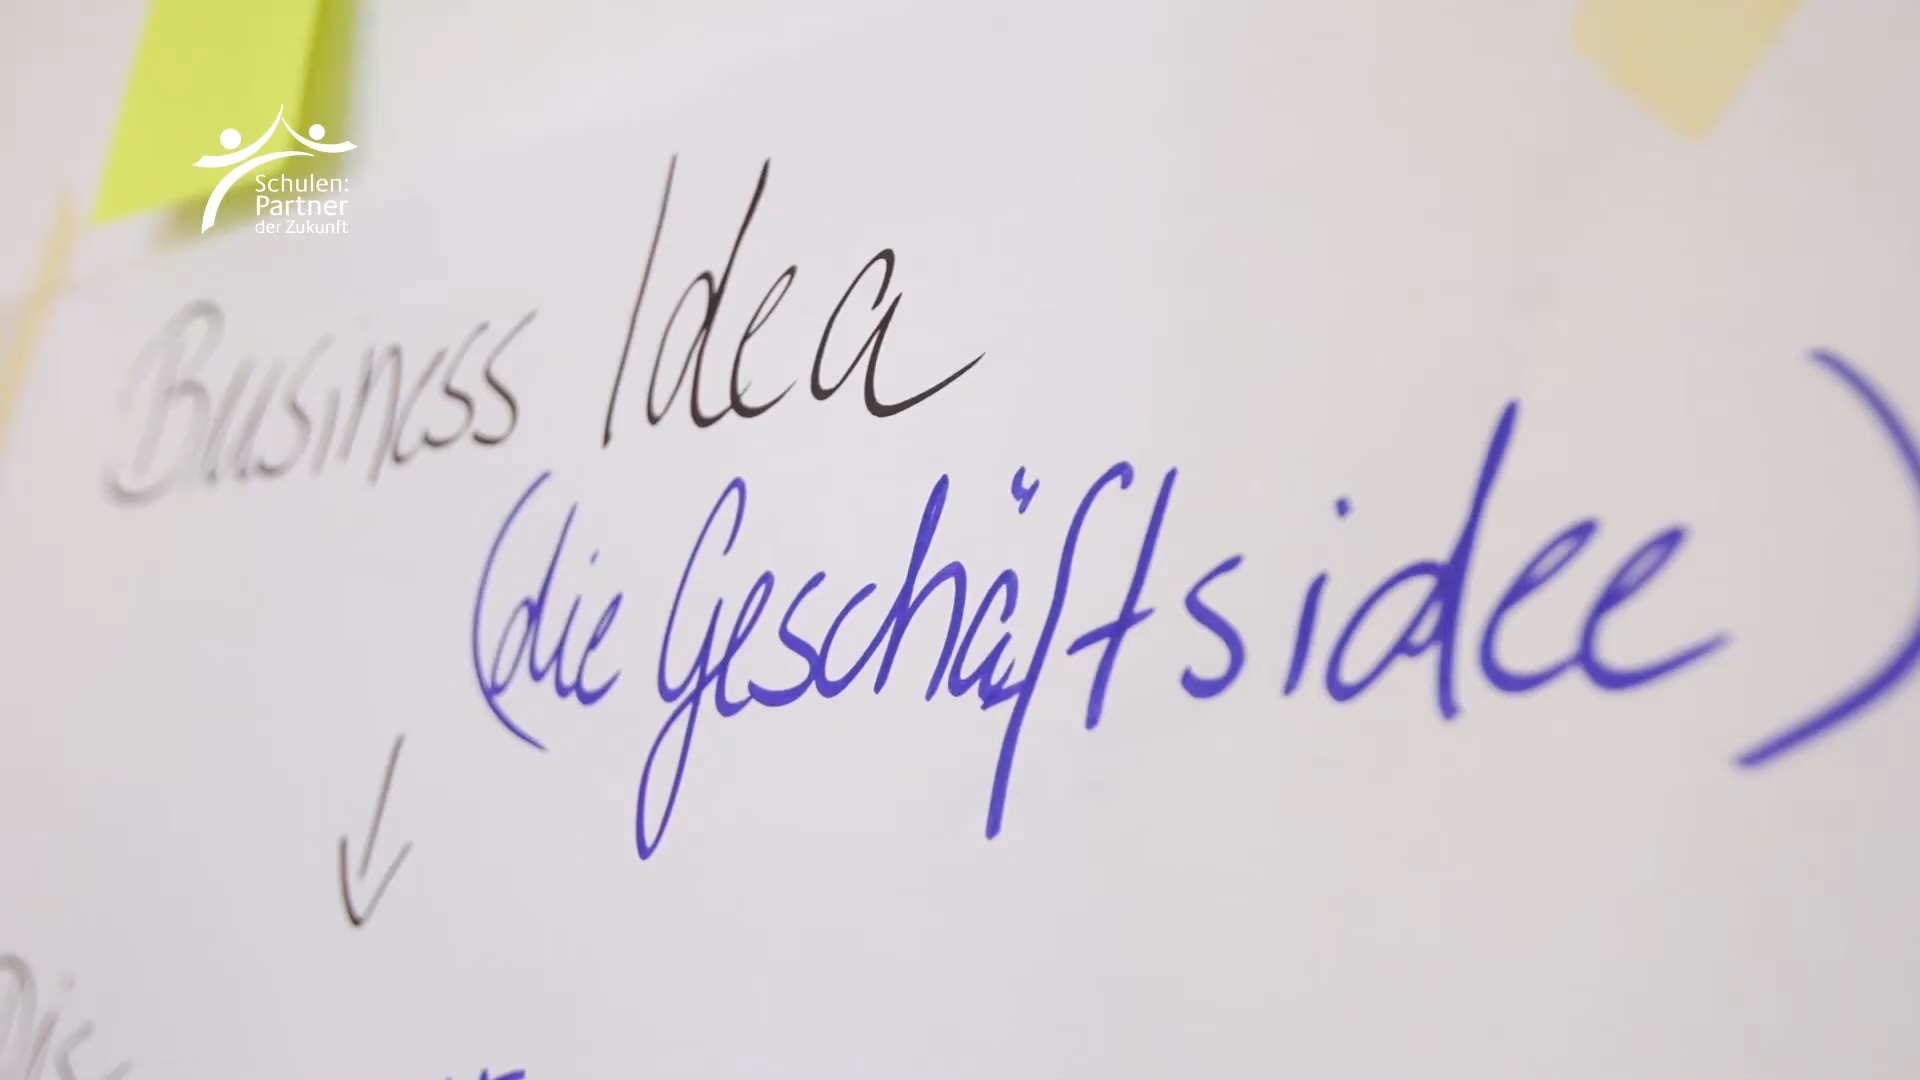 Schulen:
Partner
der Zukunft
Business Idea
(die Geschäftsidee)